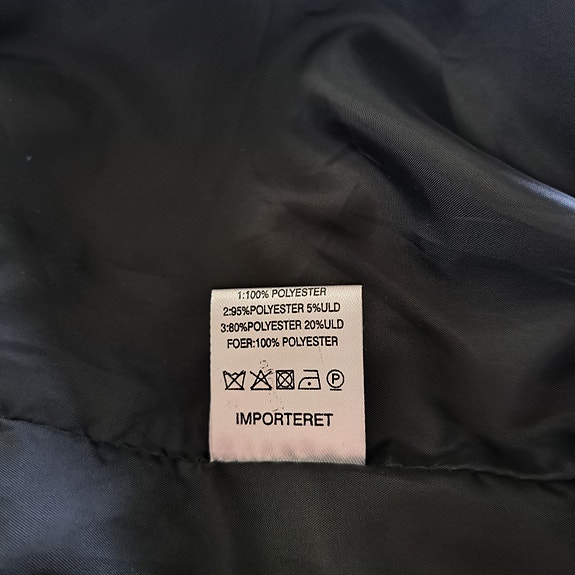 1:100% POLYESTER
2:95%POLYESTER 5%ULD
3:80%POLYESTER 20%ULD
FOER:100% POLYESTER
P
IMPORTERET